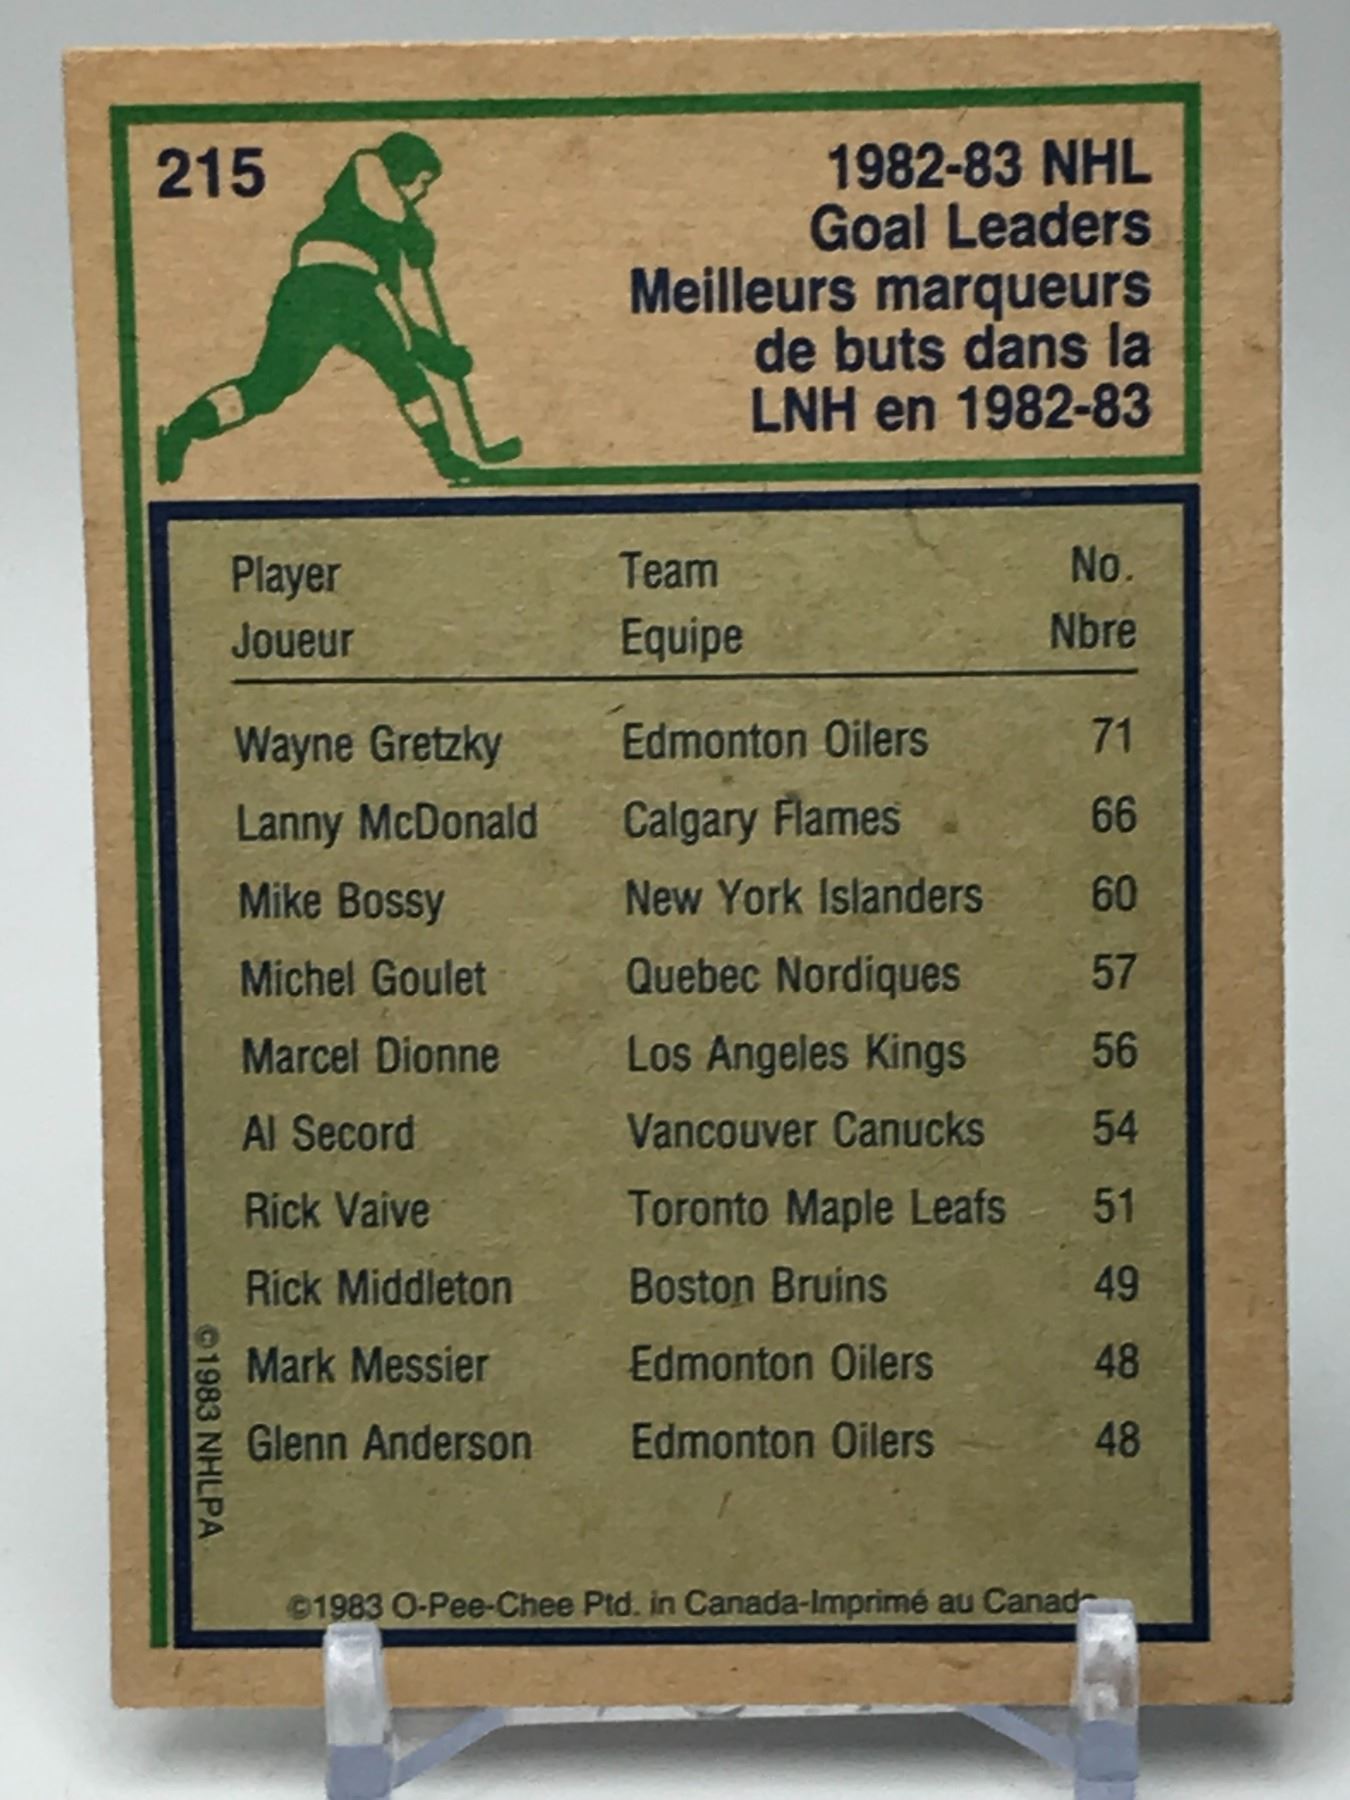 215
1982-83 NHL
Goal Leaders
Meilleurs marqueurs
de buts dans la
LNH en 1982-83
Player Team No.
Joueur Equipe Nbre
Wayne Gretzky Edmonton Oilers 71
Lanny McDonald Calgary Flames 66
Mike Bossy New York Islanders 60
Michel Goulet Quebec Nordiques 57
Marcel Dionne Los Angeles Kings 56
Al Secord Vancouver Canucks 54
Rick Vaive Toronto Maple Leafs 51
Rick Middleton Boston Bruins 49
Mark Messier Edmonton Oilers 48
Glenn Anderson Edmonton Oilers 48
©1983 NHLPA
©1983 O-Pee-Chee Ptd. in Canada-Imprimé au Canada